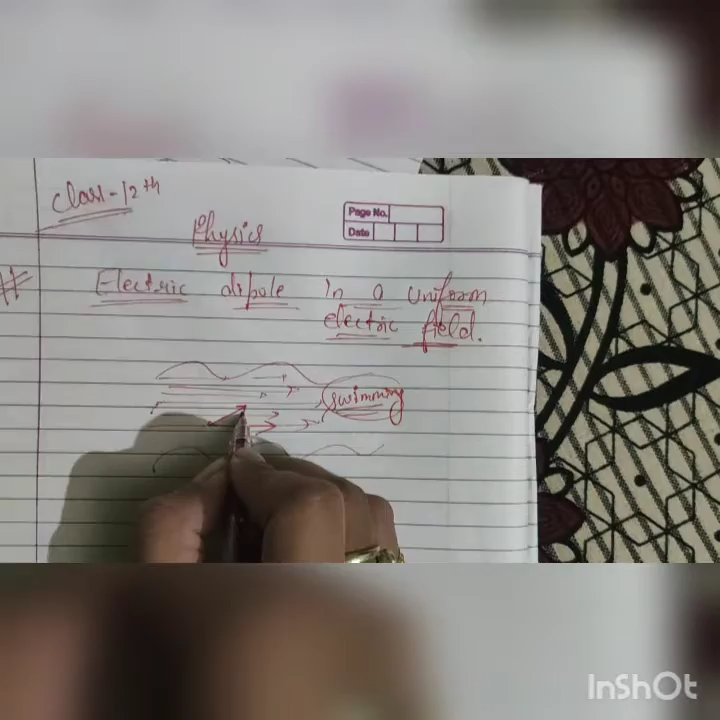 Class-12th
Page No.
Date
Physics
## Electric dipole in a uniform
electric field.
swimming
InShOt